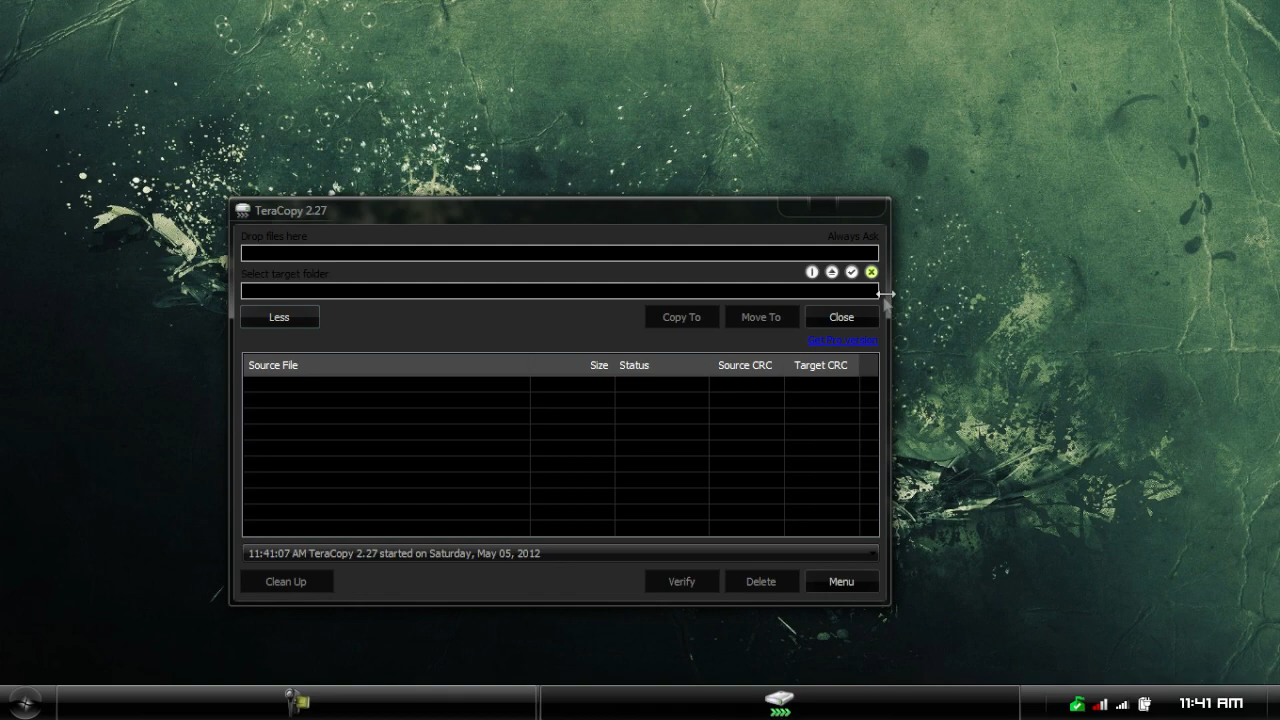 TeraCopy 2.27
Drop files here Always Ask
Select target folder
Less Copy To Move To Close
Get Pro version
Source File Size Status Source CRC Target CRC
11:41:07 AM TeraCopy 2.27 started on Saturday, May 05, 2012
Clean Up Verify Delete Menu
11:41 AM